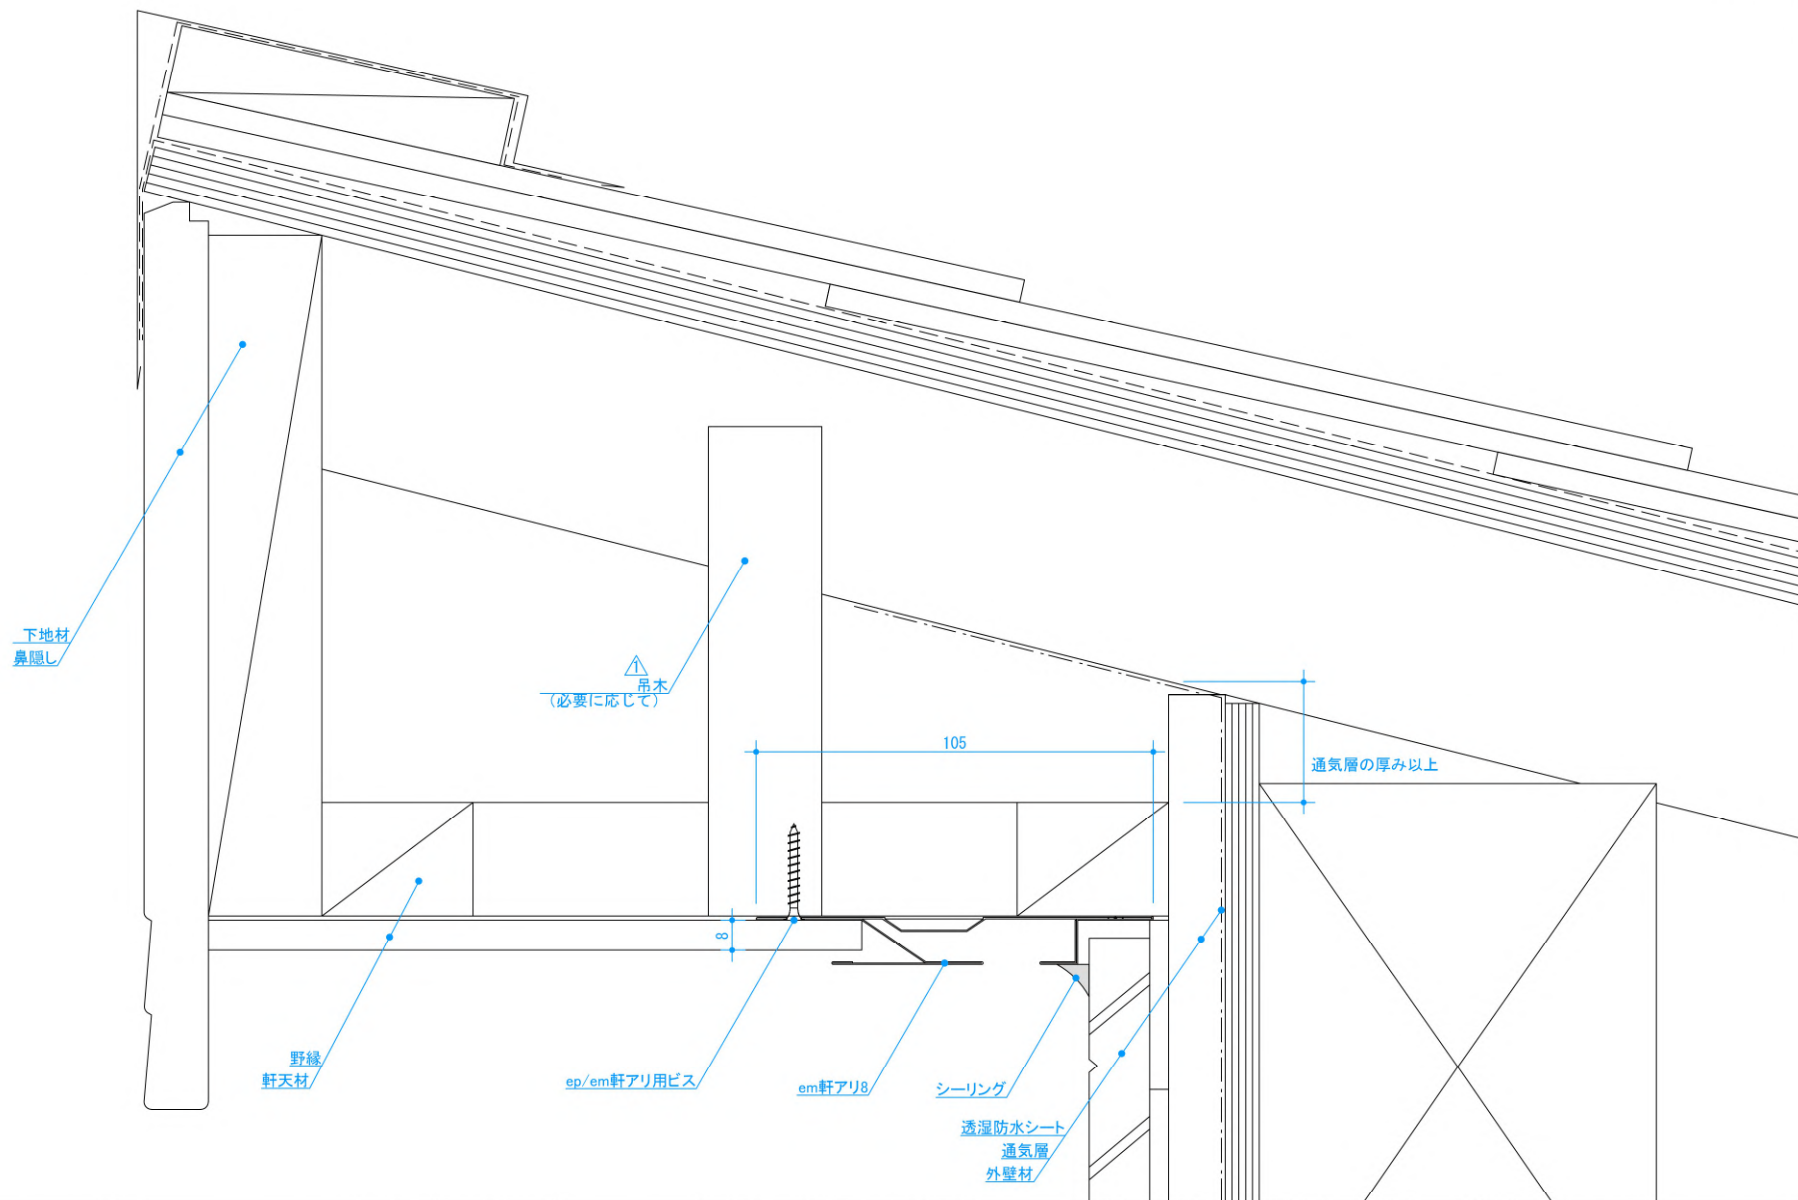 下地材
鼻隠し
1
吊木
（必要に応じて）
105
通気層の厚み以上
8
野縁
軒天材
ep/em軒アリ用ビス
em軒アリ8
シーリング
透湿防水シート
通気層
外壁材